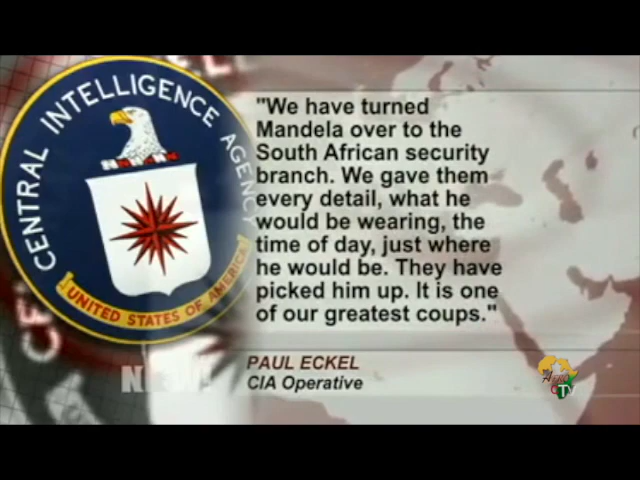 CENTRAL INTELLIGENCE AGENCY
UNITED STATES OF AMERICA
"We have turned
Mandela over to the
South African security
branch. We gave them
every detail, what he
would be wearing, the
time of day, just where
he would be. They have
picked him up. It is one
of our greatest coups."
PAUL ECKEL
CIA Operative
TV